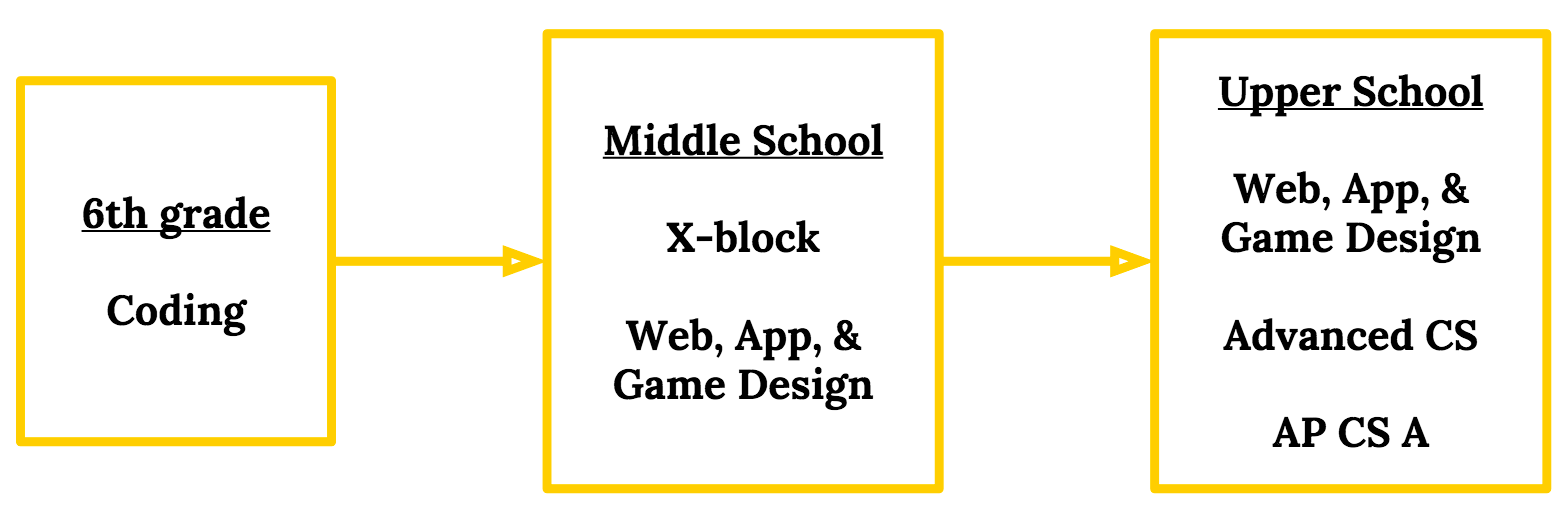 6th grade
Coding
Middle School
X-block
Web, App, &
Game Design
Upper School
Web, App, &
Game Design
Advanced CS
AP CS A